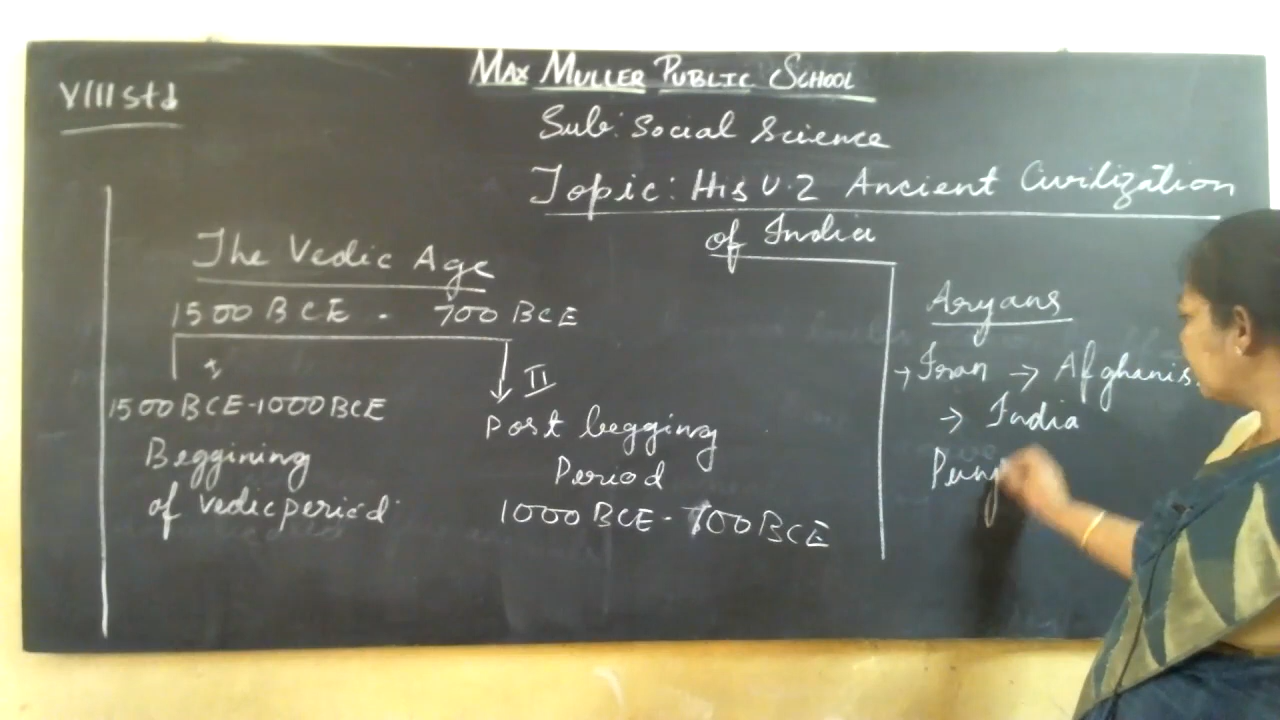 MAX MULLER PUBLIC SCHOOL
VIII std
Sub: Social Science
Topic: His U.2 Ancient Civilization
of India
The Vedic Age
1500 BCE - 700 BCE
I
1500 BCE-1000 BCE
Beggining
of vedic period
II
Post begging
Period
1000 BCE - 700 BCE
Aryans
→ Iran → Afghanis.
→ India
Punj